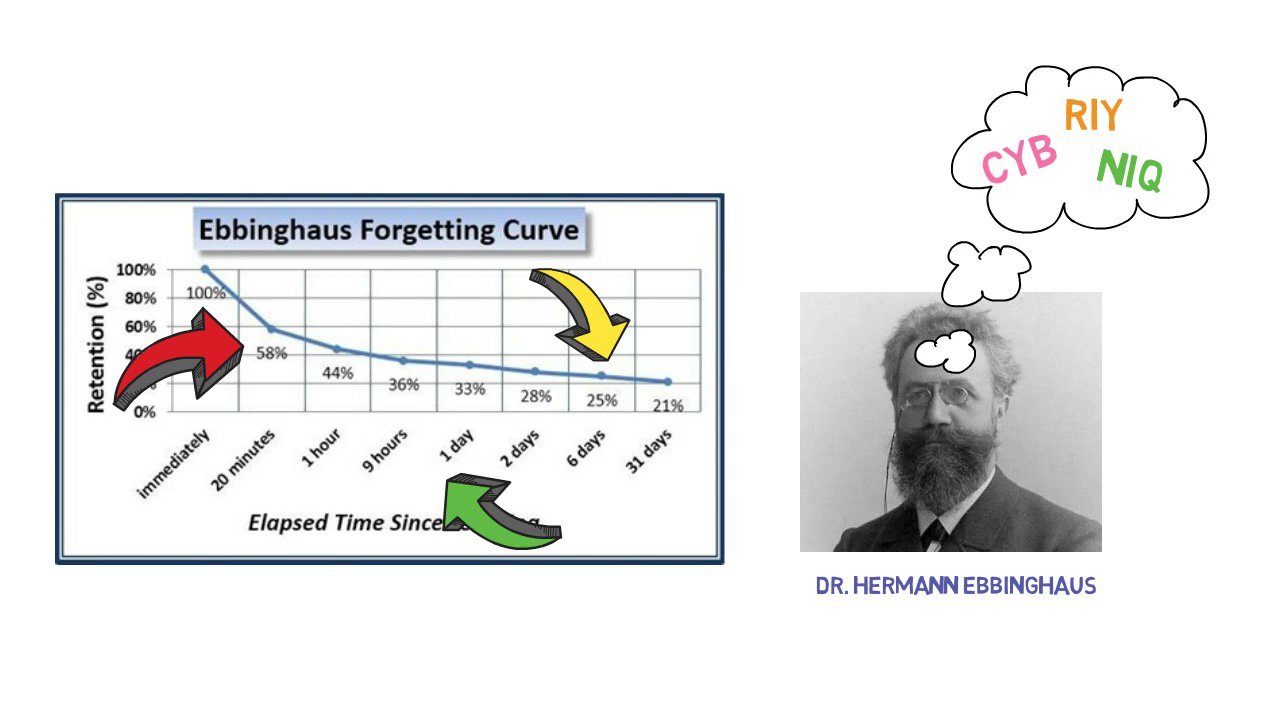 Ebbinghaus Forgetting Curve
Retention (%)
100%
80%
60%
0%
100%
58%
44%
36%
33%
28%
25%
21%
immediately
20 minutes
1 hour
9 hours
1 day
2 days
6 days
31 days
Elapsed Time Since
RIY
CYB
NIQ
DR. HERMANN EBBINGHAUS